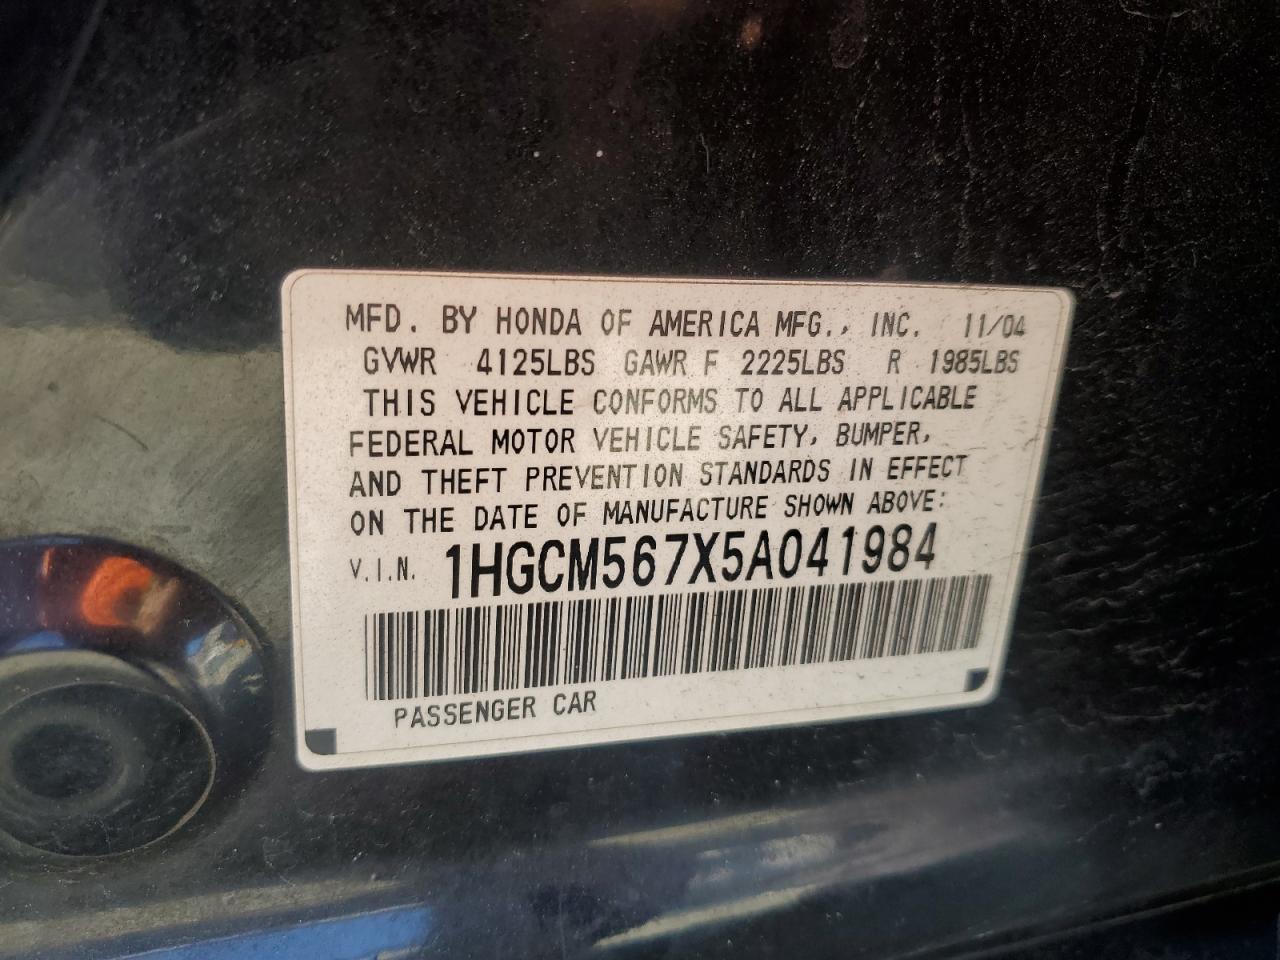 MFD. BY HONDA OF AMERICA MFG., INC. 11/04
GVWR 4125LBS GAWR F 2225LBS R 1985LBS
THIS VEHICLE CONFORMS TO ALL APPLICABLE
FEDERAL MOTOR VEHICLE SAFETY, BUMPER,
AND THEFT PREVENTION STANDARDS IN EFFECT
ON THE DATE OF MANUFACTURE SHOWN ABOVE:
V.I.N. 1HGCM567X5A041984
PASSENGER CAR